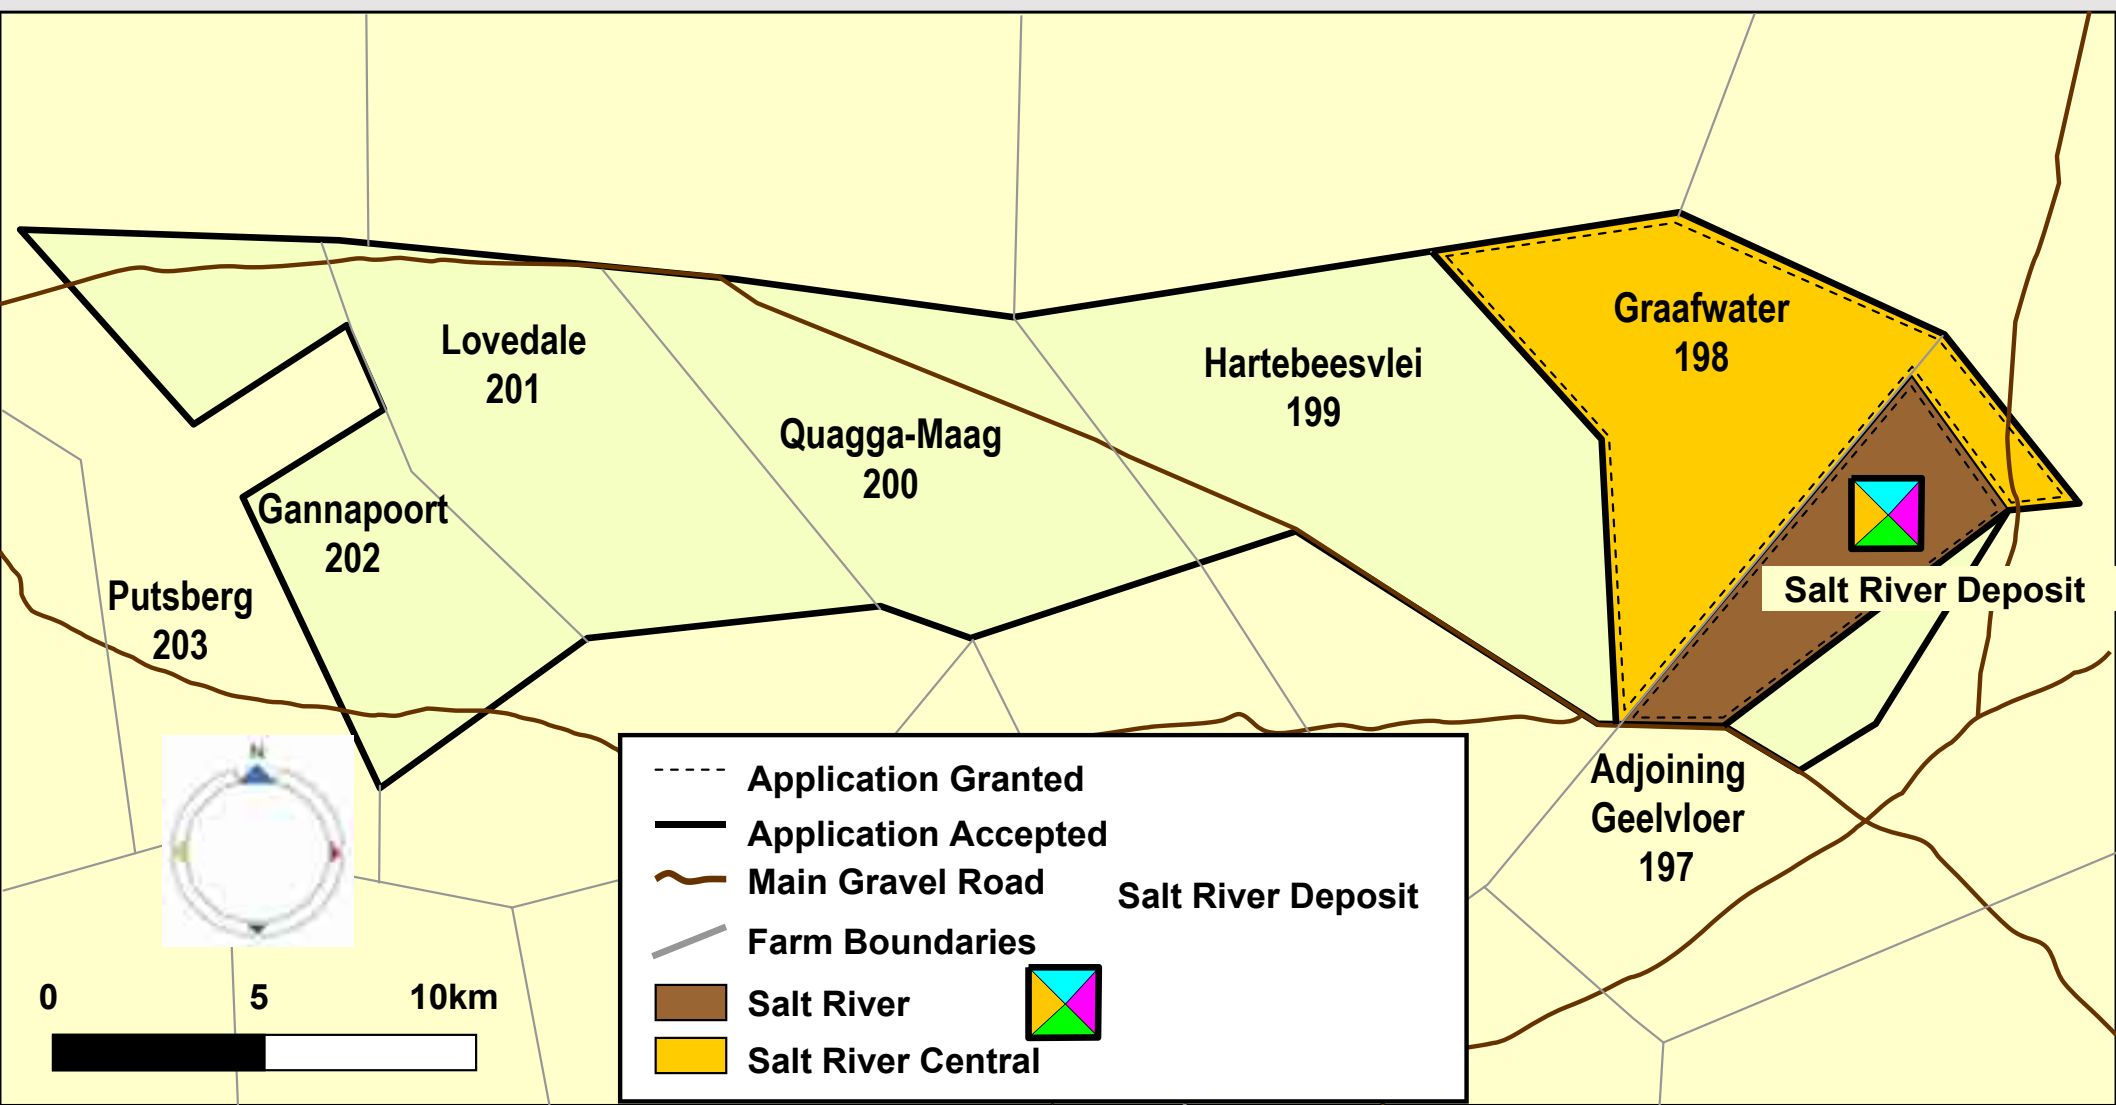 Graafwater
198
Lovedale
201
Hartebeesvlei
199
Quagga-Maag
200
Gannapoort
202
Salt River Deposit
Putsberg
203
Adjoining
Geelvloer
197
N
0 5 10km
Application Granted
Application Accepted
Main Gravel Road
Salt River Deposit
Farm Boundaries
Salt River
Salt River Central